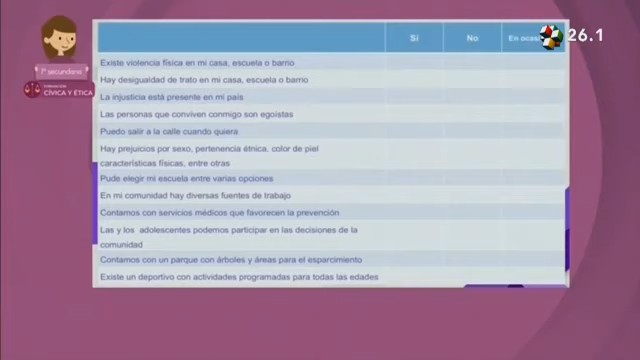 Sí No En ocas
26.1
1° secundaria
FORMACIÓN
CÍVICA Y ÉTICA
Existe violencia física en mi casa, escuela o barrio
Hay desigualdad de trato en mi casa, escuela o barrio
La injusticia está presente en mi país
Las personas que conviven conmigo son egoístas
Puedo salir a la calle cuando quiera
Hay prejuicios por sexo, pertenencia étnica, color de piel
características físicas, entre otras
Pude elegir mi escuela entre varias opciones
En mi comunidad hay diversas fuentes de trabajo
Contamos con servicios médicos que favorecen la prevención
Las y los adolescentes podemos participar en las decisiones de la
comunidad
Contamos con un parque con árboles y áreas para el esparcimiento
Existe un deportivo con actividades programadas para todas las edades